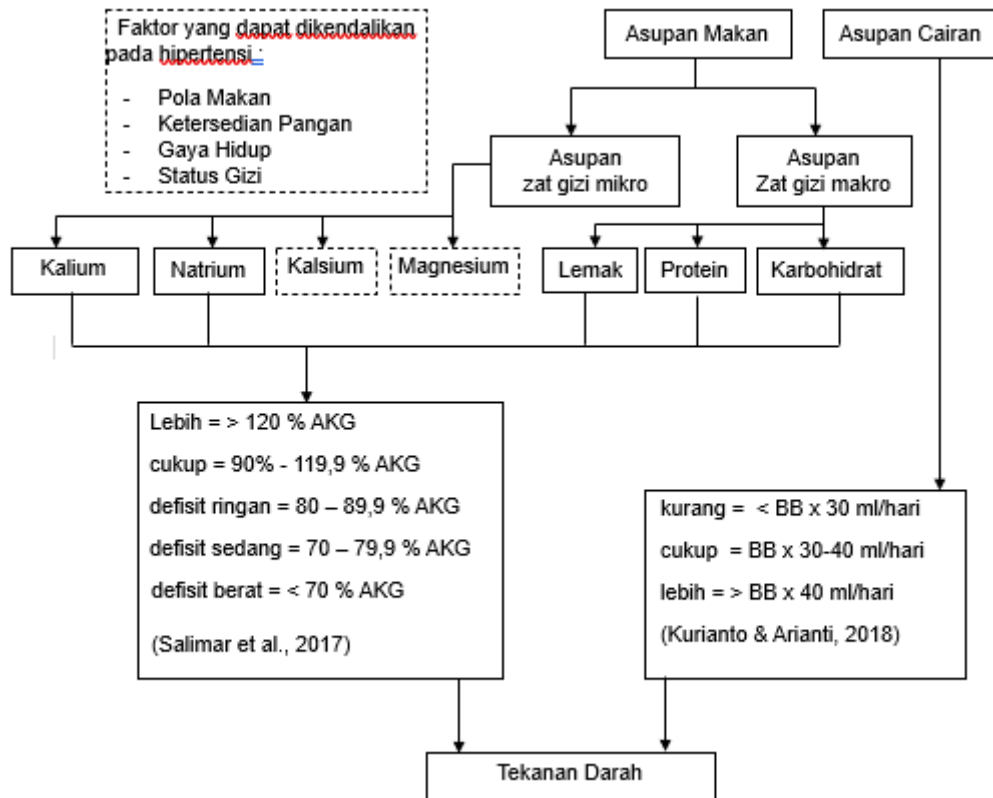 Faktor yang dapat dikendalikan
pada hipertensi :
- Pola Makan
- Ketersedian Pangan
- Gaya Hidup
- Status Gizi
Asupan Makan
Asupan Cairan
Asupan
zat gizi mikro
Asupan
Zat gizi makro
Kalium
Natrium
Kalsium
Magnesium
Lemak
Protein
Karbohidrat
Lebih = > 120 % AKG
cukup = 90% - 119,9 % AKG
defisit ringan = 80 – 89,9 % AKG
defisit sedang = 70 – 79,9 % AKG
defisit berat = < 70 % AKG
(Salimar et al., 2017)
kurang = < BB x 30 ml/hari
cukup = BB x 30-40 ml/hari
lebih = > BB x 40 ml/hari
(Kurianto & Arianti, 2018)
Tekanan Darah